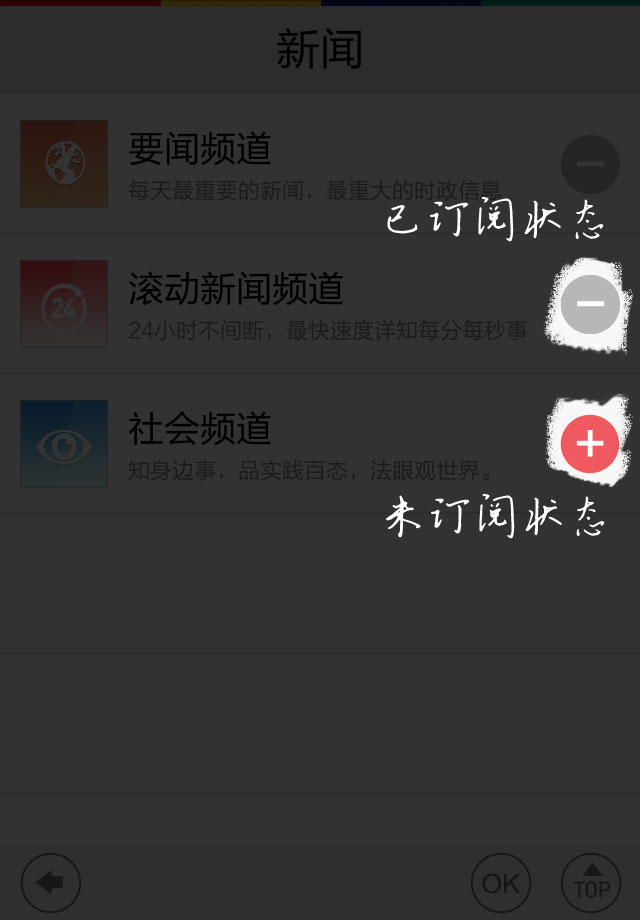 新闻
要闻频道
每天最重要的新闻，最重大的时政信息
已订阅状态
滚动新闻频道
24
24小时不间断，最快速度详知每分每秒事
社会频道
知身边事，品实践百态，法眼观世界。
未订阅状态
OK
TOP